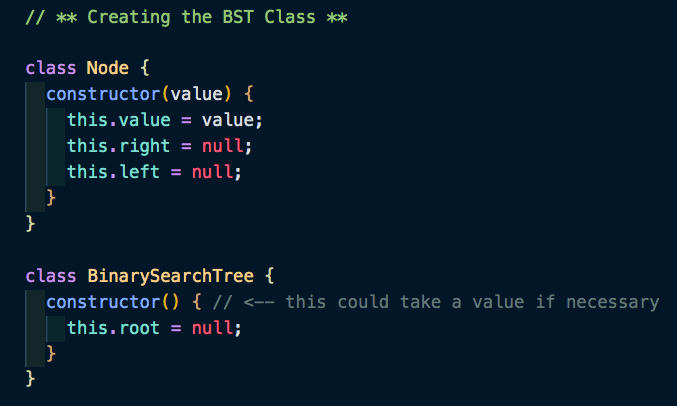 // ** Creating the BST Class **

class Node {
  constructor(value) {
    this.value = value;
    this.right = null;
    this.left = null;
  }
}

class BinarySearchTree {
  constructor() { // <—— this could take a value if necessary
    this.root = null;
  }
}